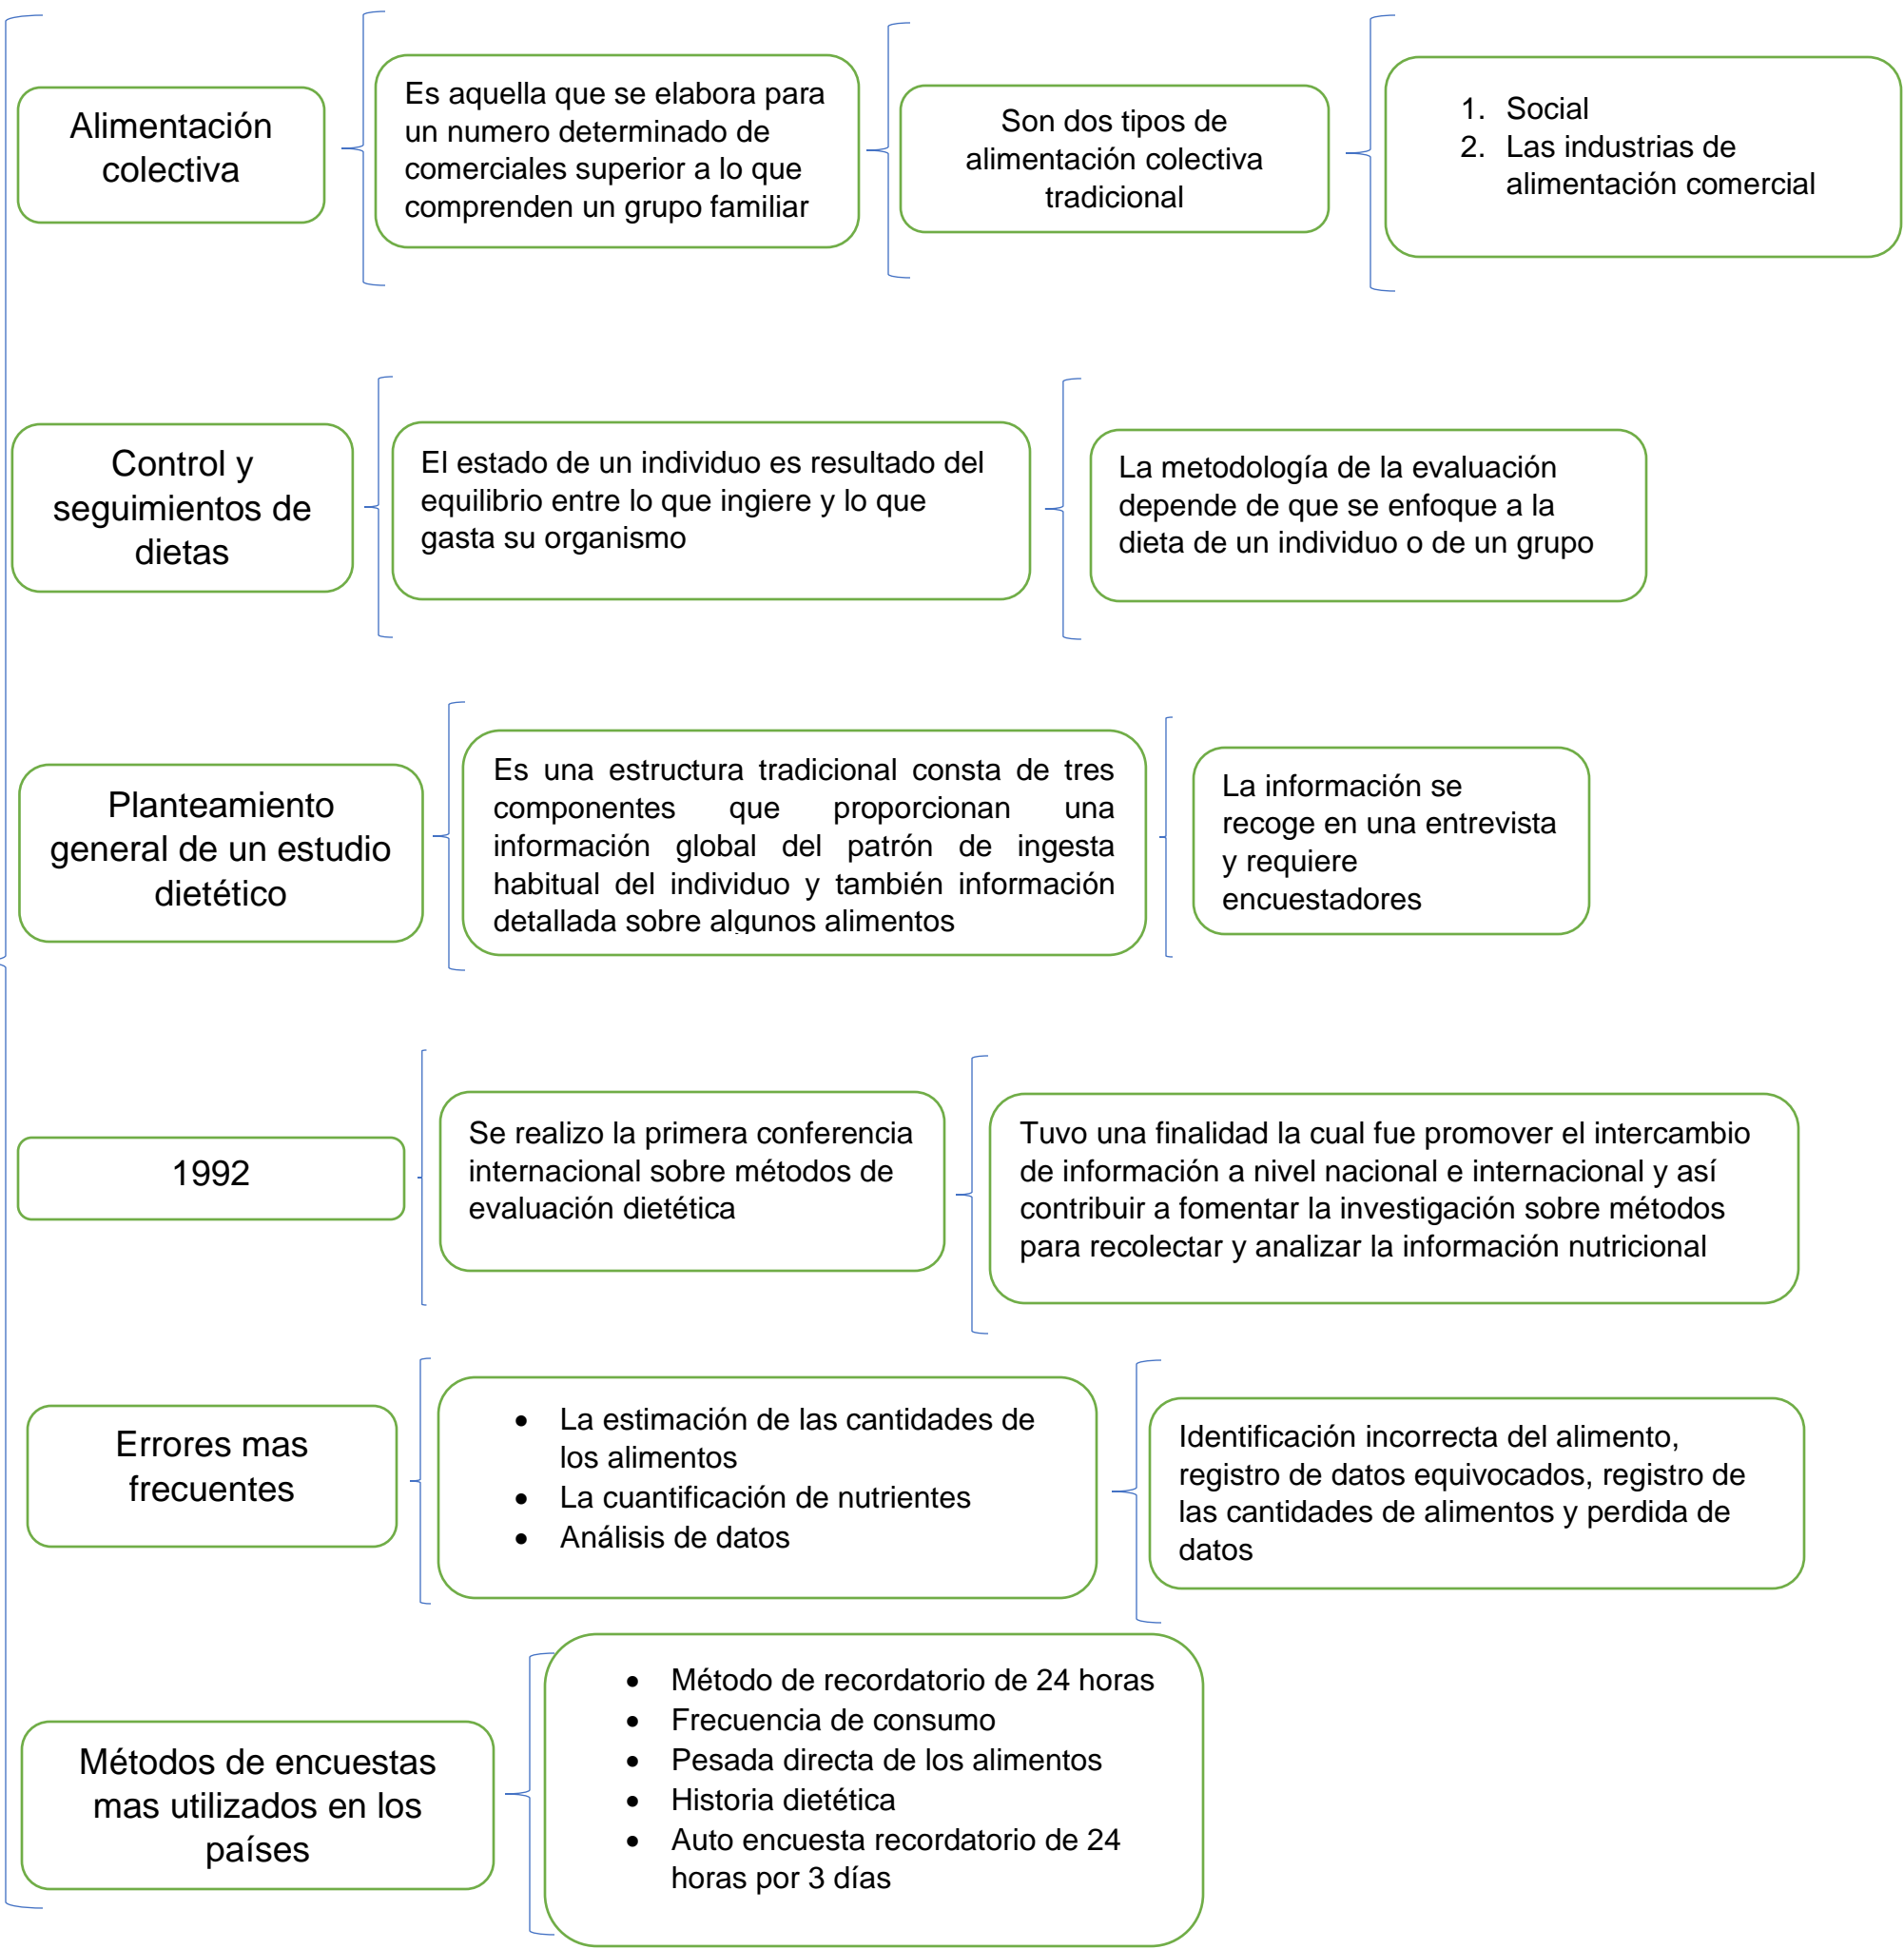 Alimentación
colectiva
Es aquella que se elabora para
un numero determinado de
comerciales superior a lo que
comprenden un grupo familiar
Son dos tipos de
alimentación colectiva
tradicional
1. Social
2. Las industrias de
alimentación comercial
Control y
seguimientos de
dietas
El estado de un individuo es resultado del
equilibrio entre lo que ingiere y lo que
gasta su organismo
La metodología de la evaluación
depende de que se enfoque a la
dieta de un individuo o de un grupo
Planteamiento
general de un estudio
dietético
Es una estructura tradicional consta de tres
componentes que proporcionan una
información global del patrón de ingesta
habitual del individuo y también información
detallada sobre algunos alimentos
La información se
recoge en una entrevista
y requiere
encuestadores
1992
Se realizo la primera conferencia
internacional sobre métodos de
evaluación dietética
Tuvo una finalidad la cual fue promover el intercambio
de información a nivel nacional e internacional y así
contribuir a fomentar la investigación sobre métodos
para recolectar y analizar la información nutricional
Errores mas
frecuentes
• La estimación de las cantidades de
los alimentos
• La cuantificación de nutrientes
• Análisis de datos
Identificación incorrecta del alimento,
registro de datos equivocados, registro de
las cantidades de alimentos y perdida de
datos
Métodos de encuestas
mas utilizados en los
países
• Método de recordatorio de 24 horas
• Frecuencia de consumo
• Pesada directa de los alimentos
• Historia dietética
• Auto encuesta recordatorio de 24
horas por 3 días